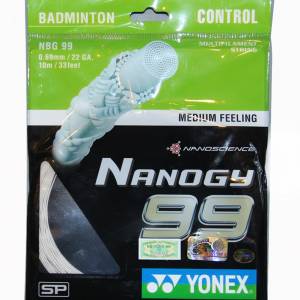 BADMINTON
CONTROL
NBG 99
0.69mm / 22 GA.
10m / 33feet
MULTIFILAMENT
STRING
MEDIUM FEELING
NANOSCIENCE
NANOGY
99
SP
YONEX